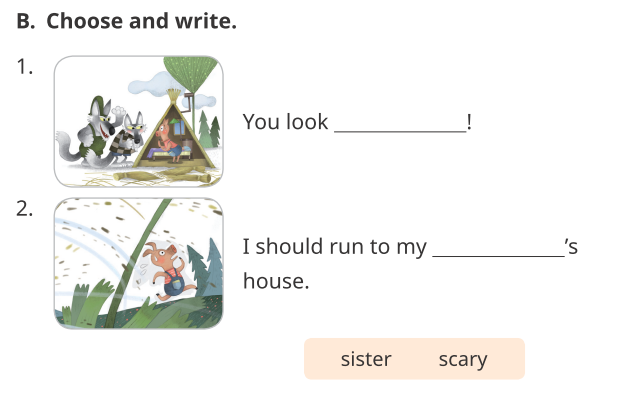 B. Choose and write.
1.
You look ____________!
2.
I should run to my ____________’s
house.
sister scary